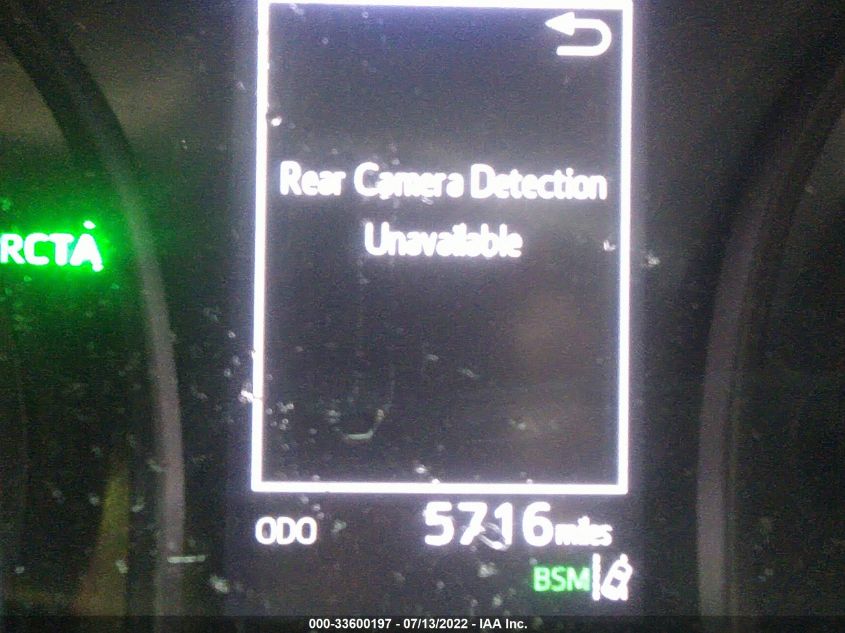 Rear Camera Detection
Unavailable
RCTA
ODO 5716 miles
BSM
000-33600197 - 07/13/2022 - IAA Inc.